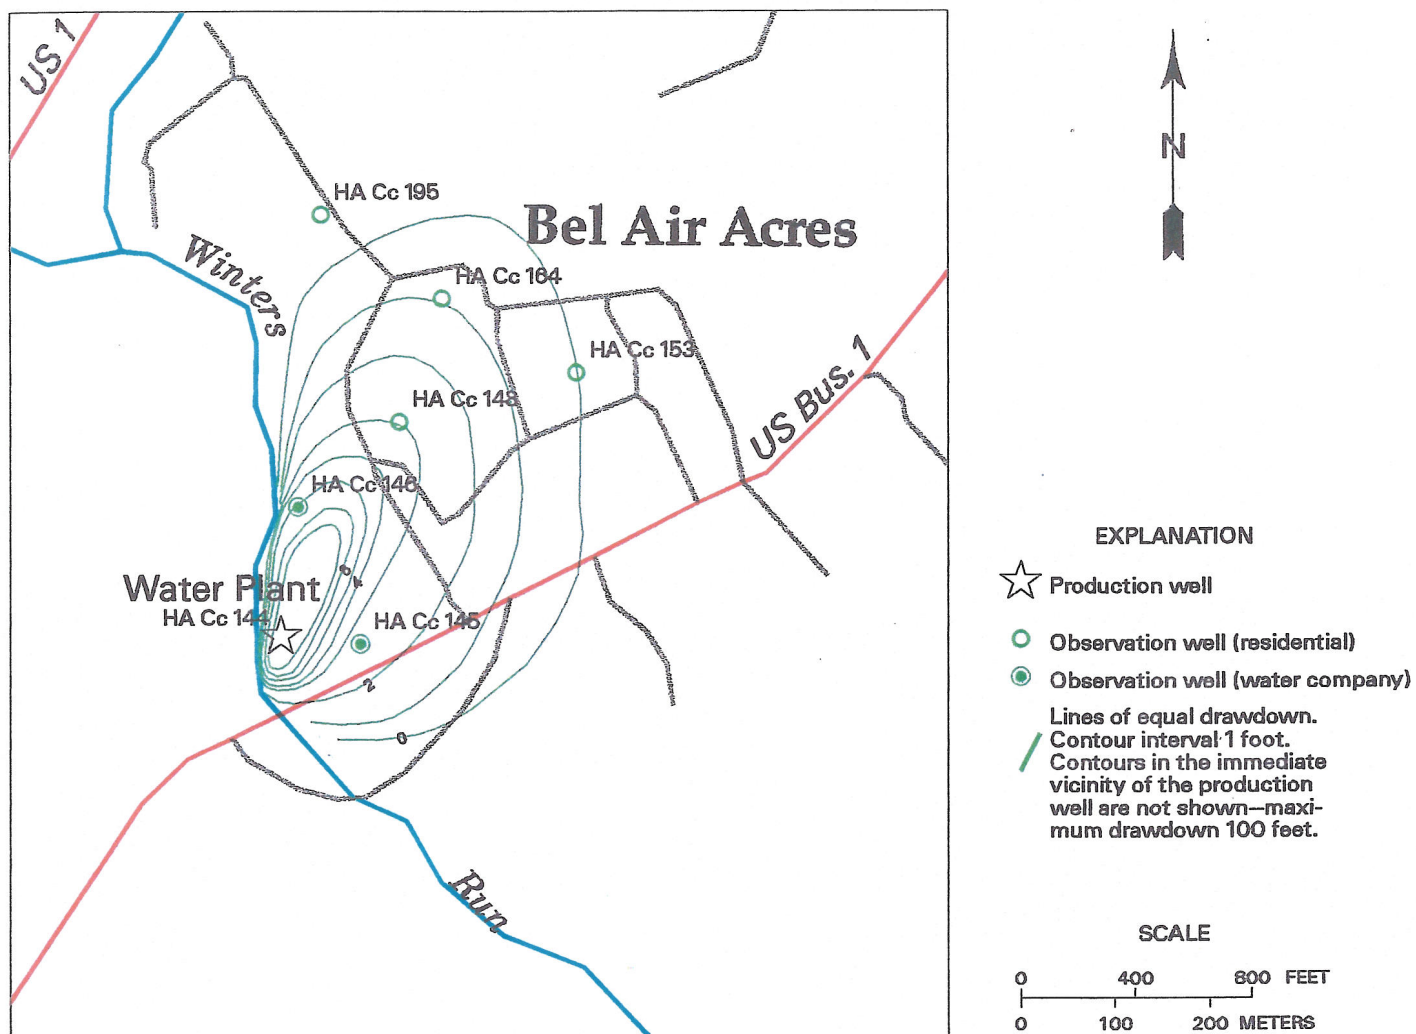 US 1
N
HA Cc 195
Bel Air Acres
Winters
HA Cc 164
HA Cc 153
US Bus. 1
HA Cc 148
HA Cc 146
6
4
Water Plant
HA Cc 144
HA Cc 145
2
0
Run
EXPLANATION
Production well
Observation well (residential)
Observation well (water company)
Lines of equal drawdown.
Contour interval 1 foot.
Contours in the immediate
vicinity of the production
well are not shown—maxi-
mum drawdown 100 feet.
SCALE
0 400 800 FEET
0 100 200 METERS